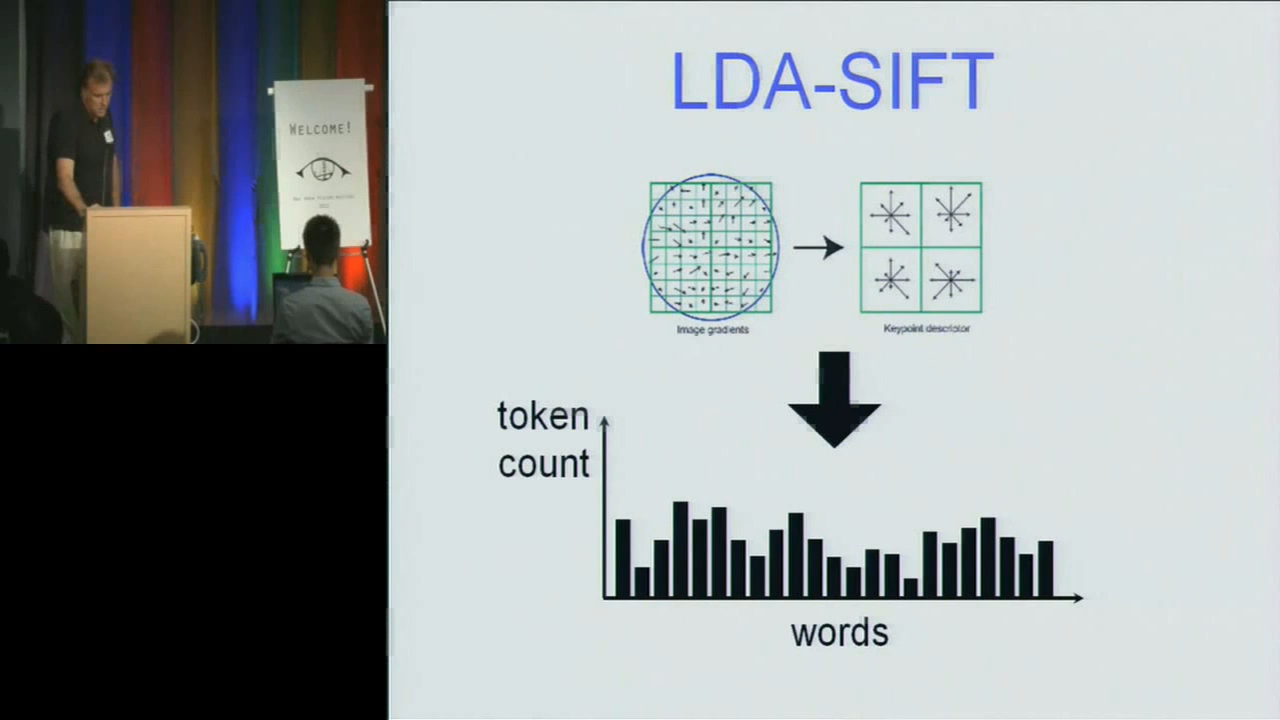 WELCOME!
LDA-SIFT
Image gradients
Keypoint descriptor
token
count
words